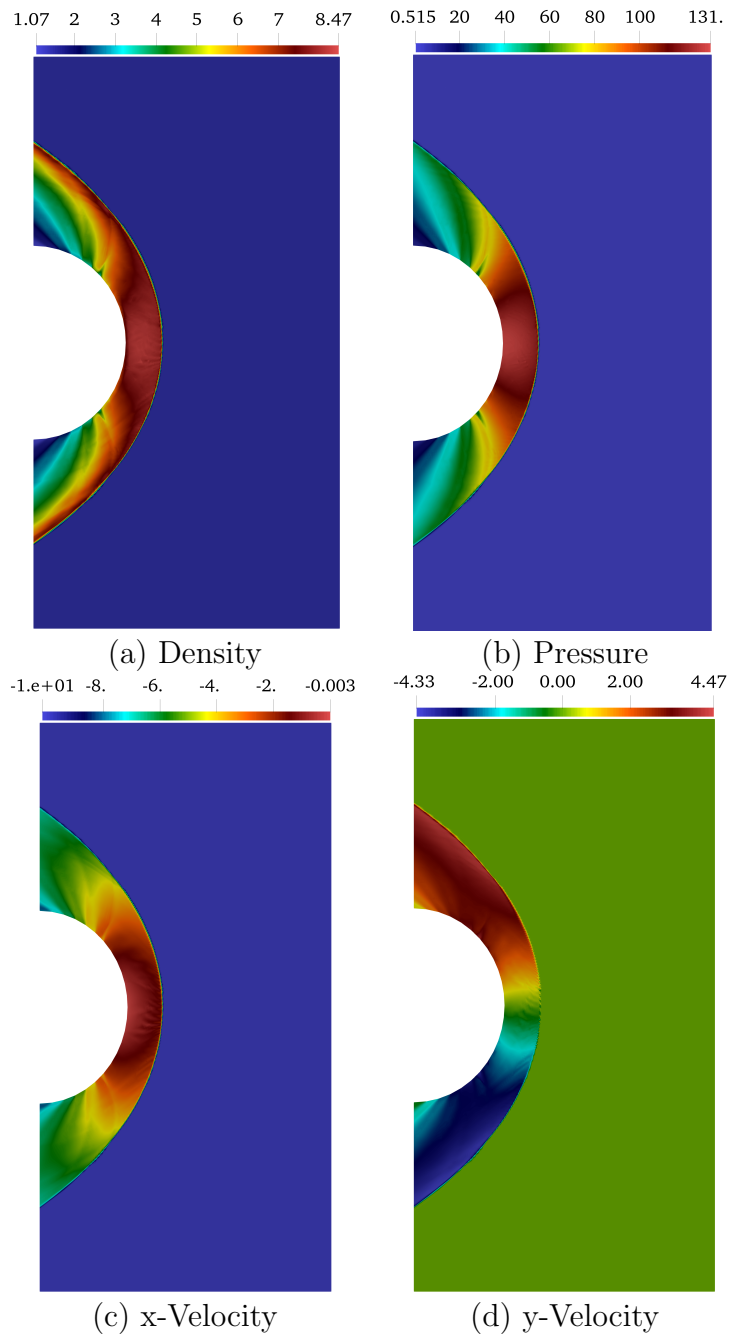 1.07 2 3 4 5 6 7 8.47
0.515 20 40 60 80 100 131.
(a) Density
(b) Pressure
-1.e+01 -8. -6. -4. -2. -0.003
-4.33 -2.00 0.00 2.00 4.47
(c) x-Velocity
(d) y-Velocity